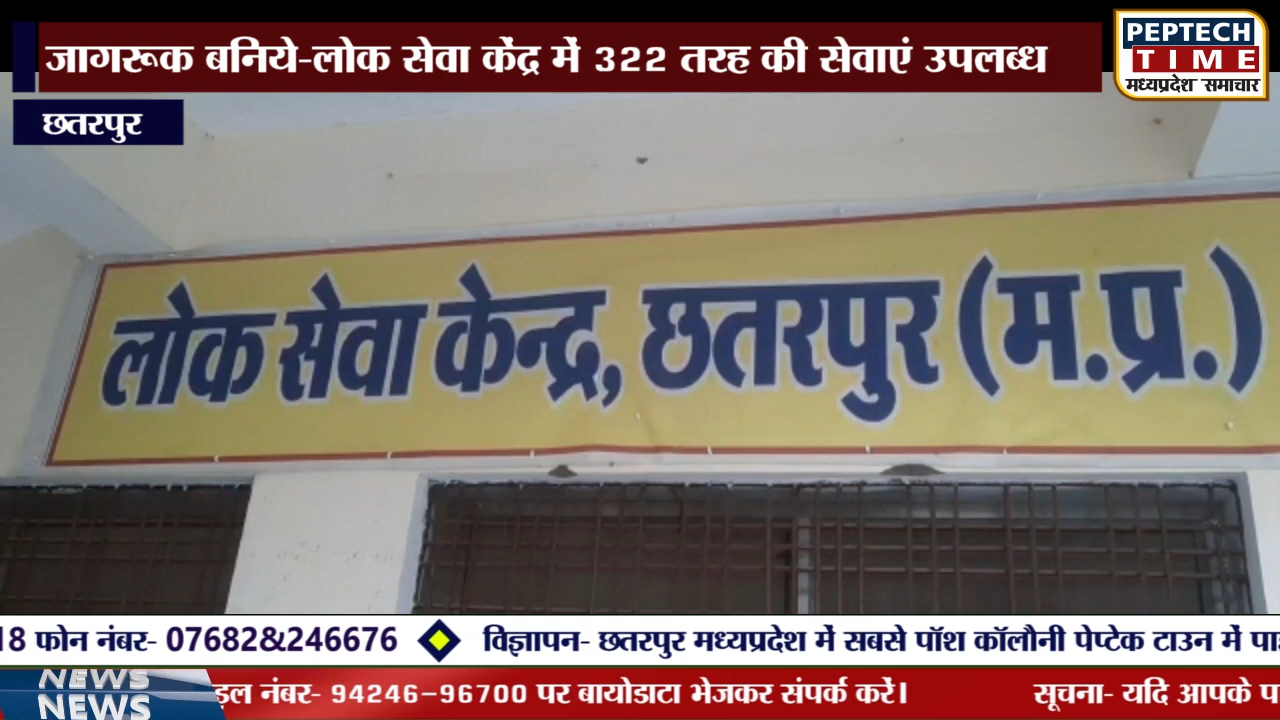 जागरूक बनिये-लोक सेवा केंद्र में 322 तरह की सेवाएं उपलब्ध
PEPTECH
TIME
मध्यप्रदेश समाचार
छतरपुर
लोक सेवा केन्द्र, छतरपुर (म.प्र.)
18 फोन नंबर- 07682&246676 विज्ञापन- छतरपुर मध्यप्रदेश में सबसे पॉश कॉलौनी पेप्टेक टाउन में
NEWS
NEWS
नंबर- 94246-96700 पर बायोडाटा भेजकर संपर्क करें। सूचना- यदि आपके